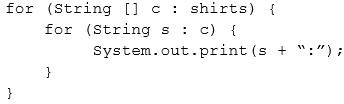 for (String [] c : shirts) {
for (String s : c) {
System.out.print(s + “:”);
}
}